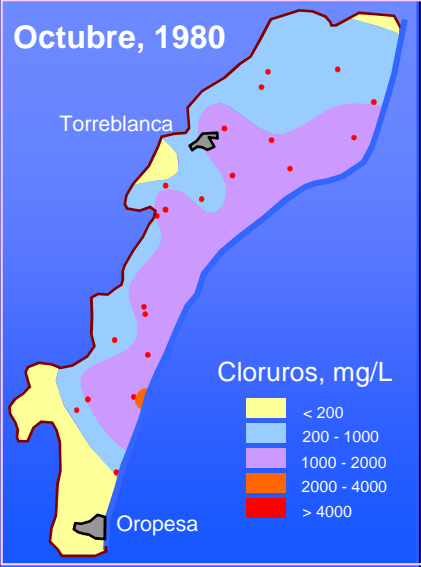 Octubre, 1980
Torreblanca
Cloruros, mg/L
< 200
200 - 1000
1000 - 2000
2000 - 4000
> 4000
Oropesa